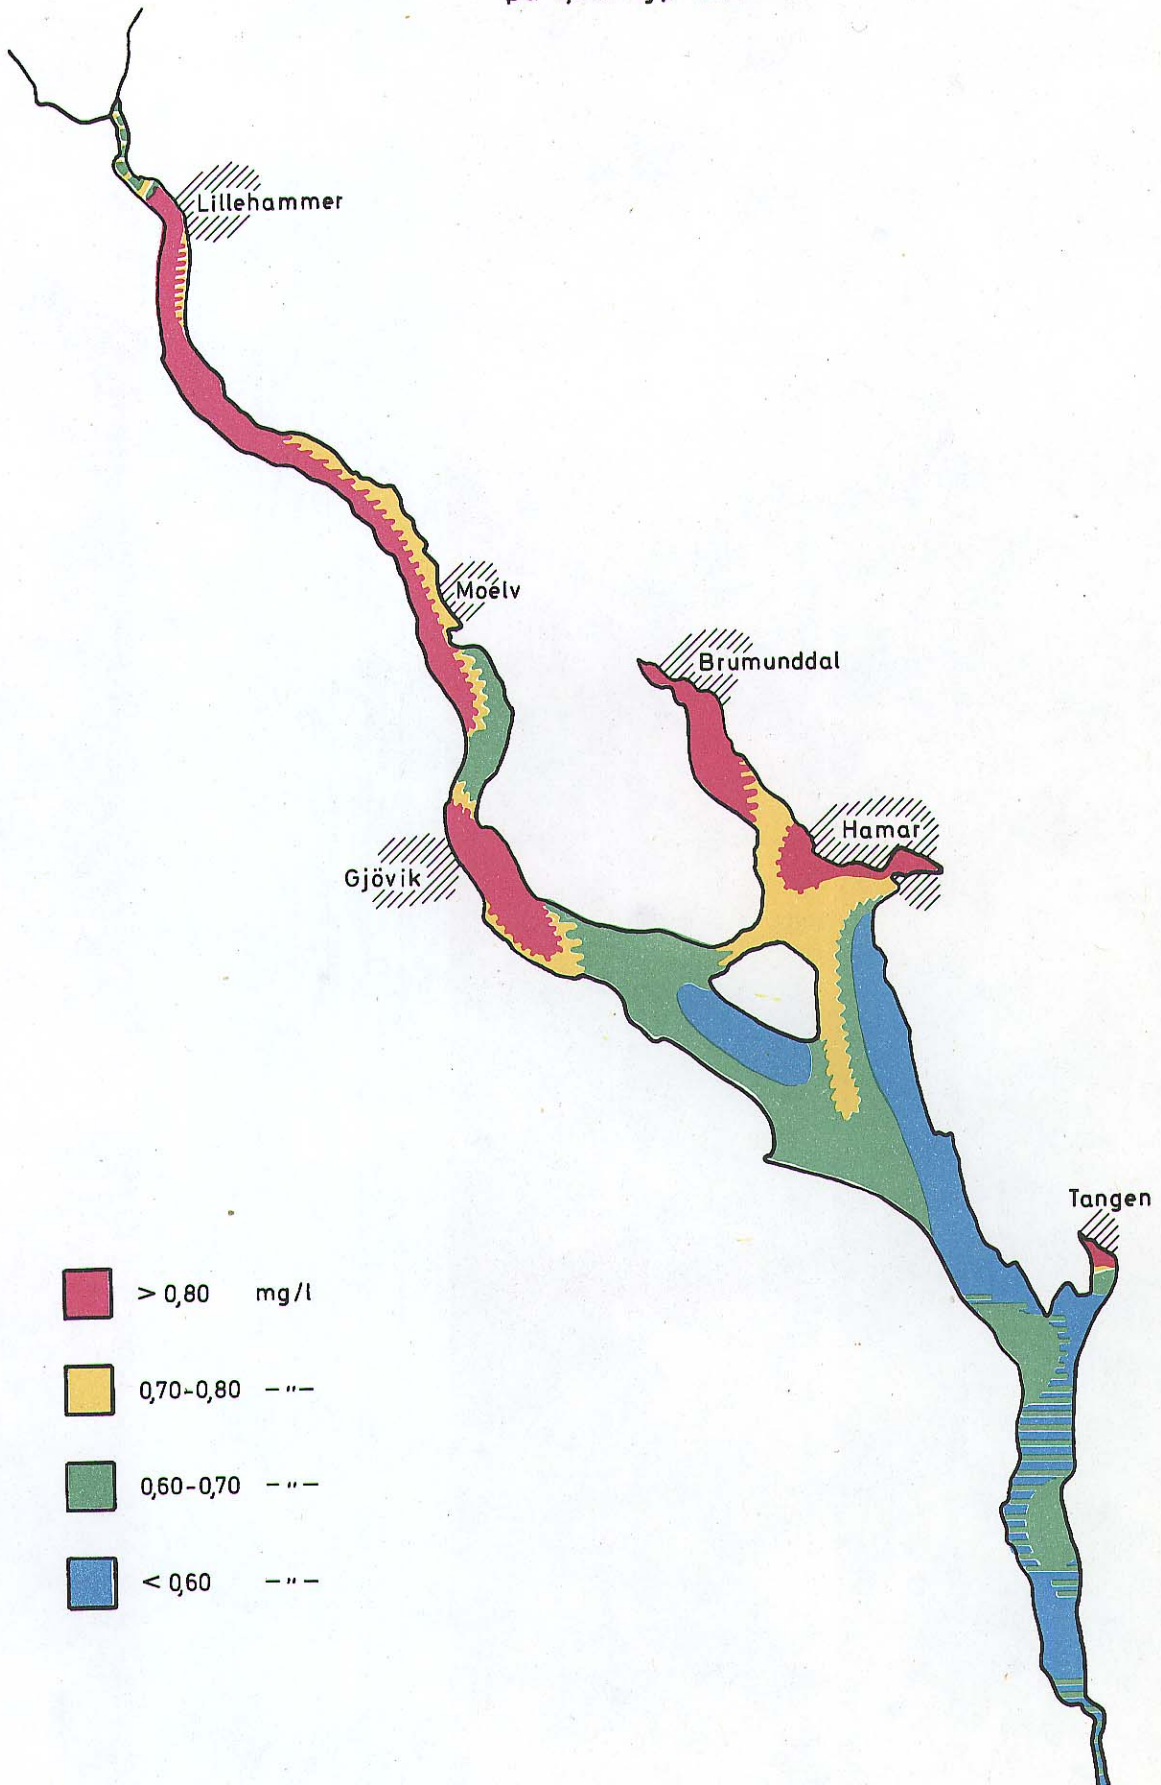 Lillehammer
Moelv
Brumunddal
Hamar
Gjövik
Tangen
> 0,80 mg/l
0,70-0,80 -"-
0,60-0,70 -"-
< 0,60 -"-